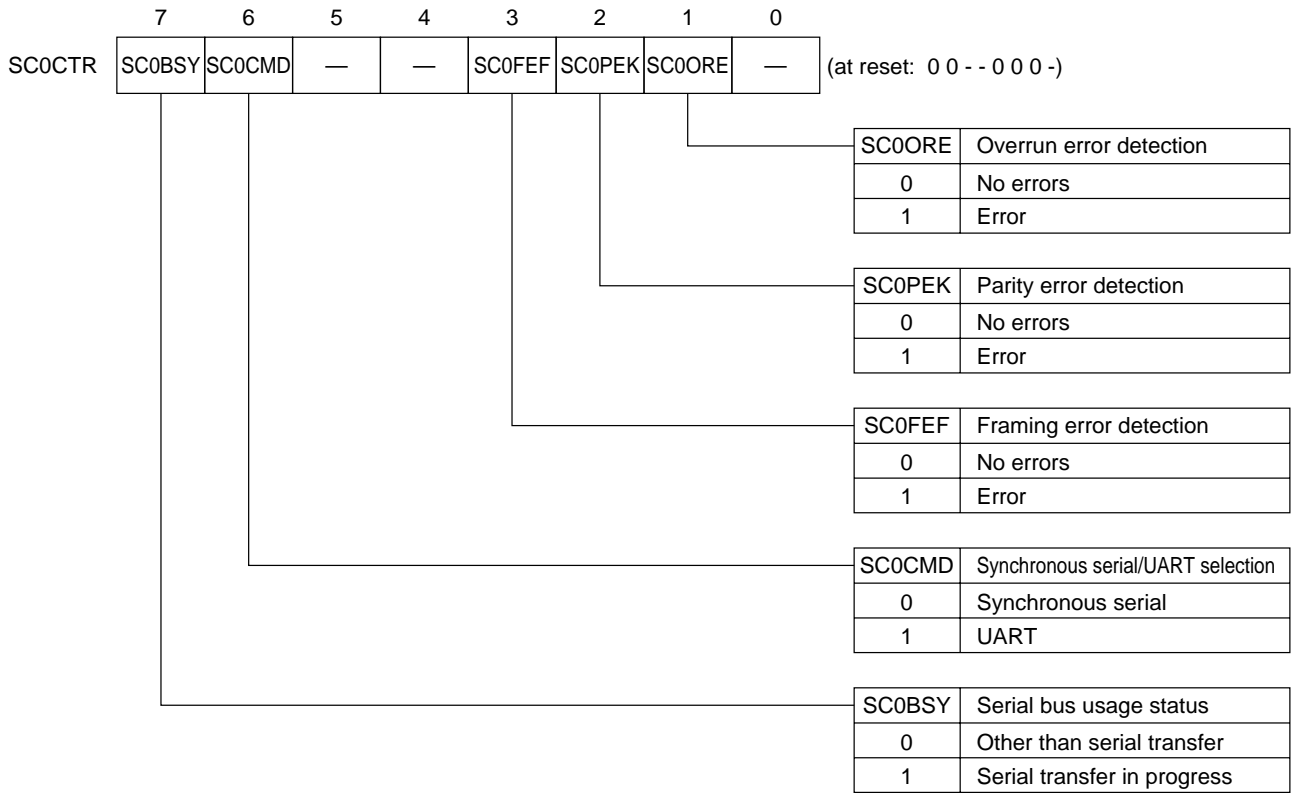 7 6 5 4 3 2 1 0
SC0CTR SC0BSY SC0CMD — — SC0FEF SC0PEK SC0ORE — (at reset: 0 0 - - 0 0 0 -)
SC0ORE Overrun error detection
0 No errors
1 Error
SC0PEK Parity error detection
0 No errors
1 Error
SC0FEF Framing error detection
0 No errors
1 Error
SC0CMD Synchronous serial/UART selection
0 Synchronous serial
1 UART
SC0BSY Serial bus usage status
0 Other than serial transfer
1 Serial transfer in progress